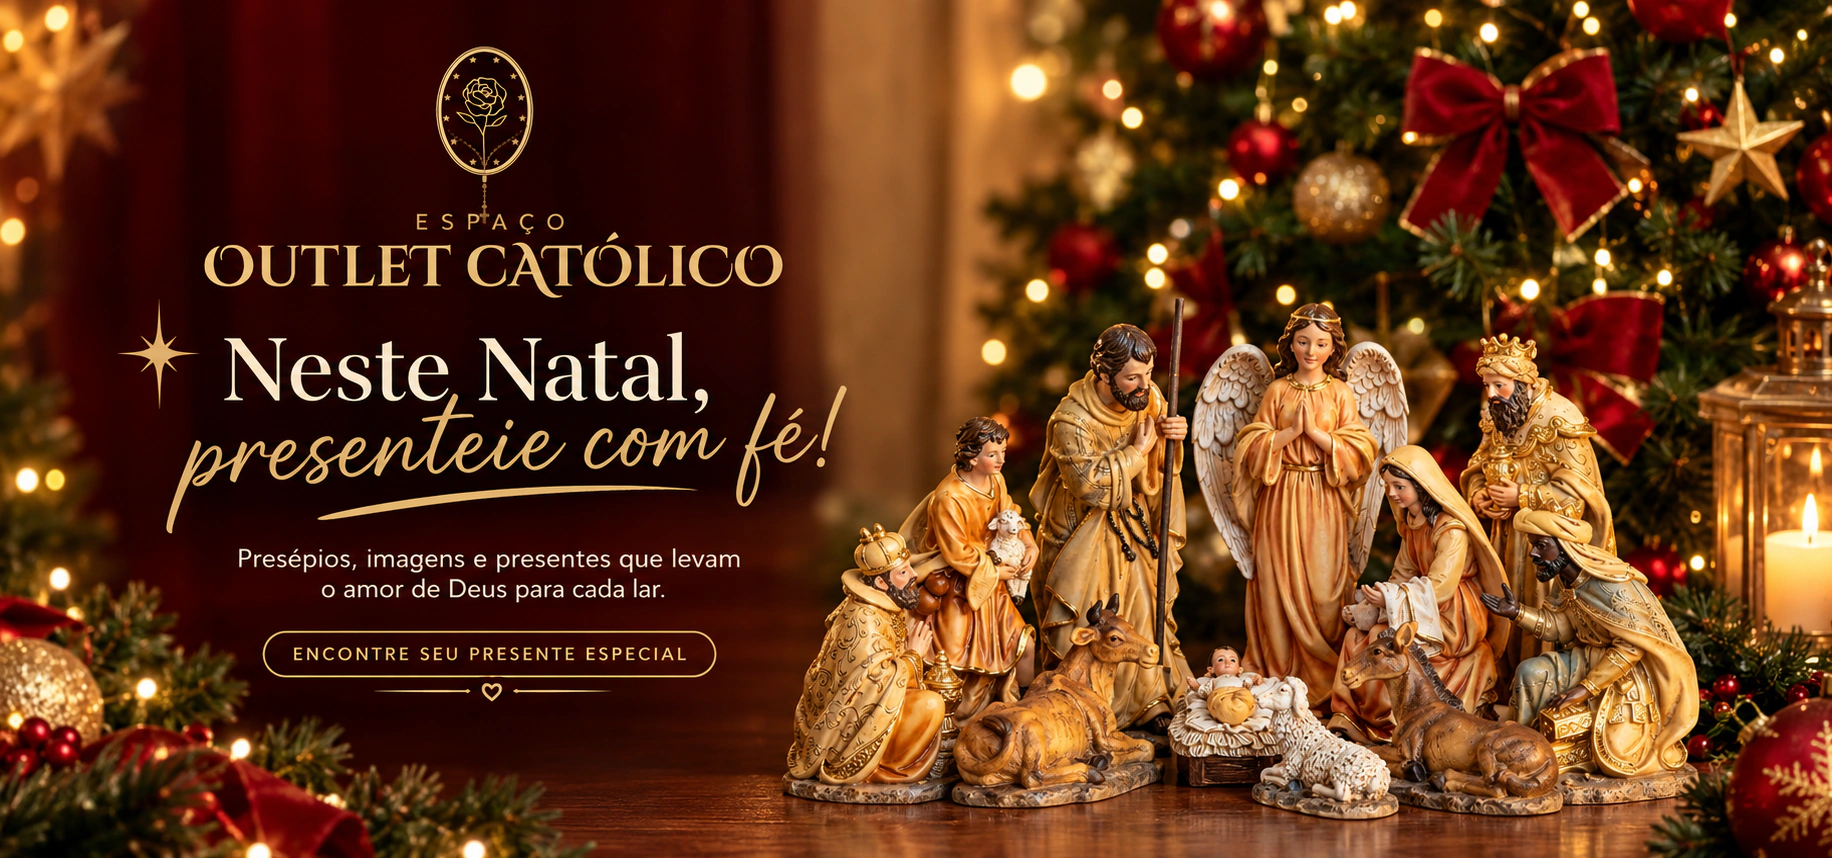 ESPAÇO
OUTLET CATÓLICO
Neste Natal,
presenteie com fé!
Presépios, imagens e presentes que levam
o amor de Deus para cada lar.
ENCONTRE SEU PRESENTE ESPECIAL